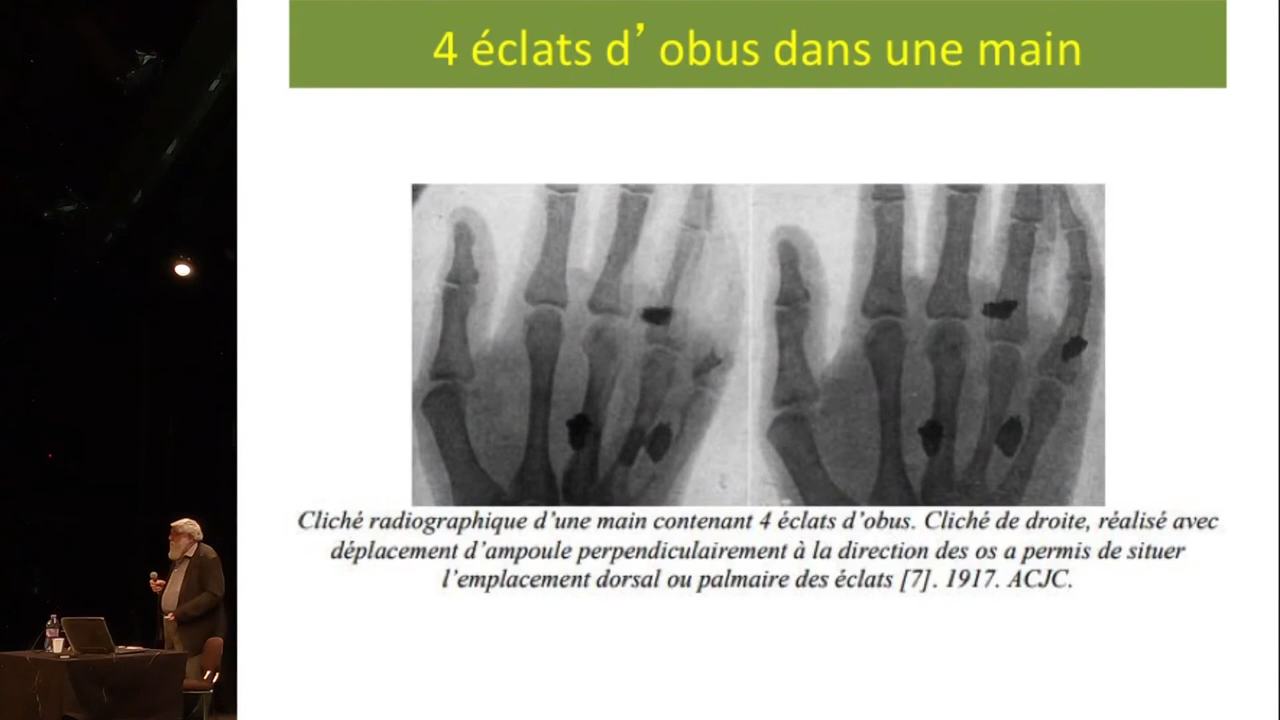 4 éclats d’ obus dans une main
Cliché radiographique d’une main contenant 4 éclats d’obus. Cliché de droite, réalisé avec
déplacement d’ampoule perpendiculairement à la direction des os a permis de situer
l’emplacement dorsal ou palmaire des éclats [7]. 1917. ACJC.